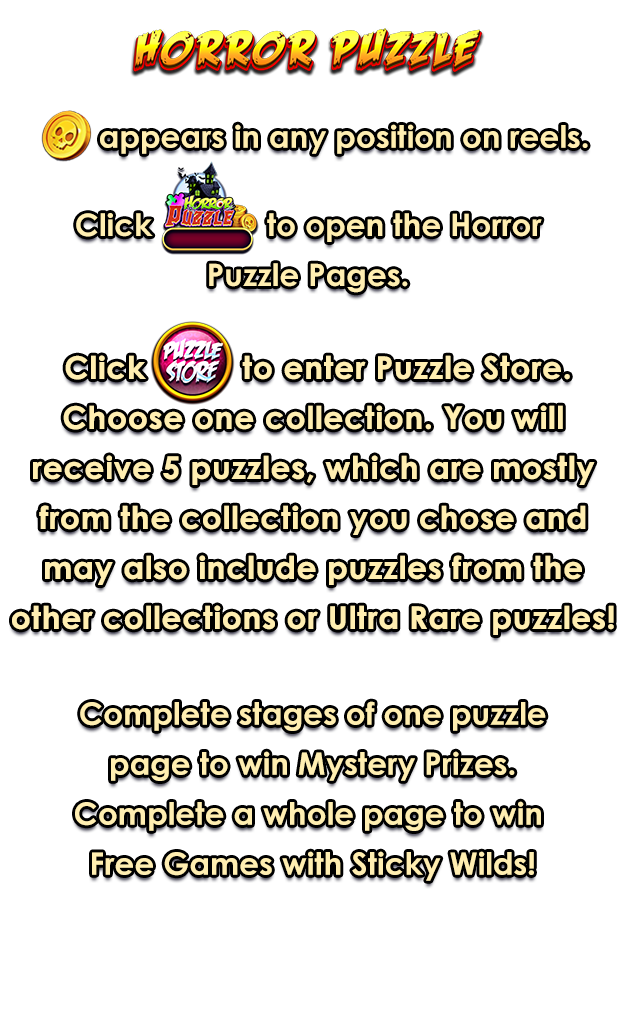 HORROR PUZZLE
appears in any position on reels.
Click HORROR PUZZLE to open the Horror
Puzzle Pages.
Click PUZZLE STORE to enter Puzzle Store.
Choose one collection. You will
receive 5 puzzles, which are mostly
from the collection you chose and
may also include puzzles from the
other collections or Ultra Rare puzzles!
Complete stages of one puzzle
page to win Mystery Prizes.
Complete a whole page to win
Free Games with Sticky Wilds!